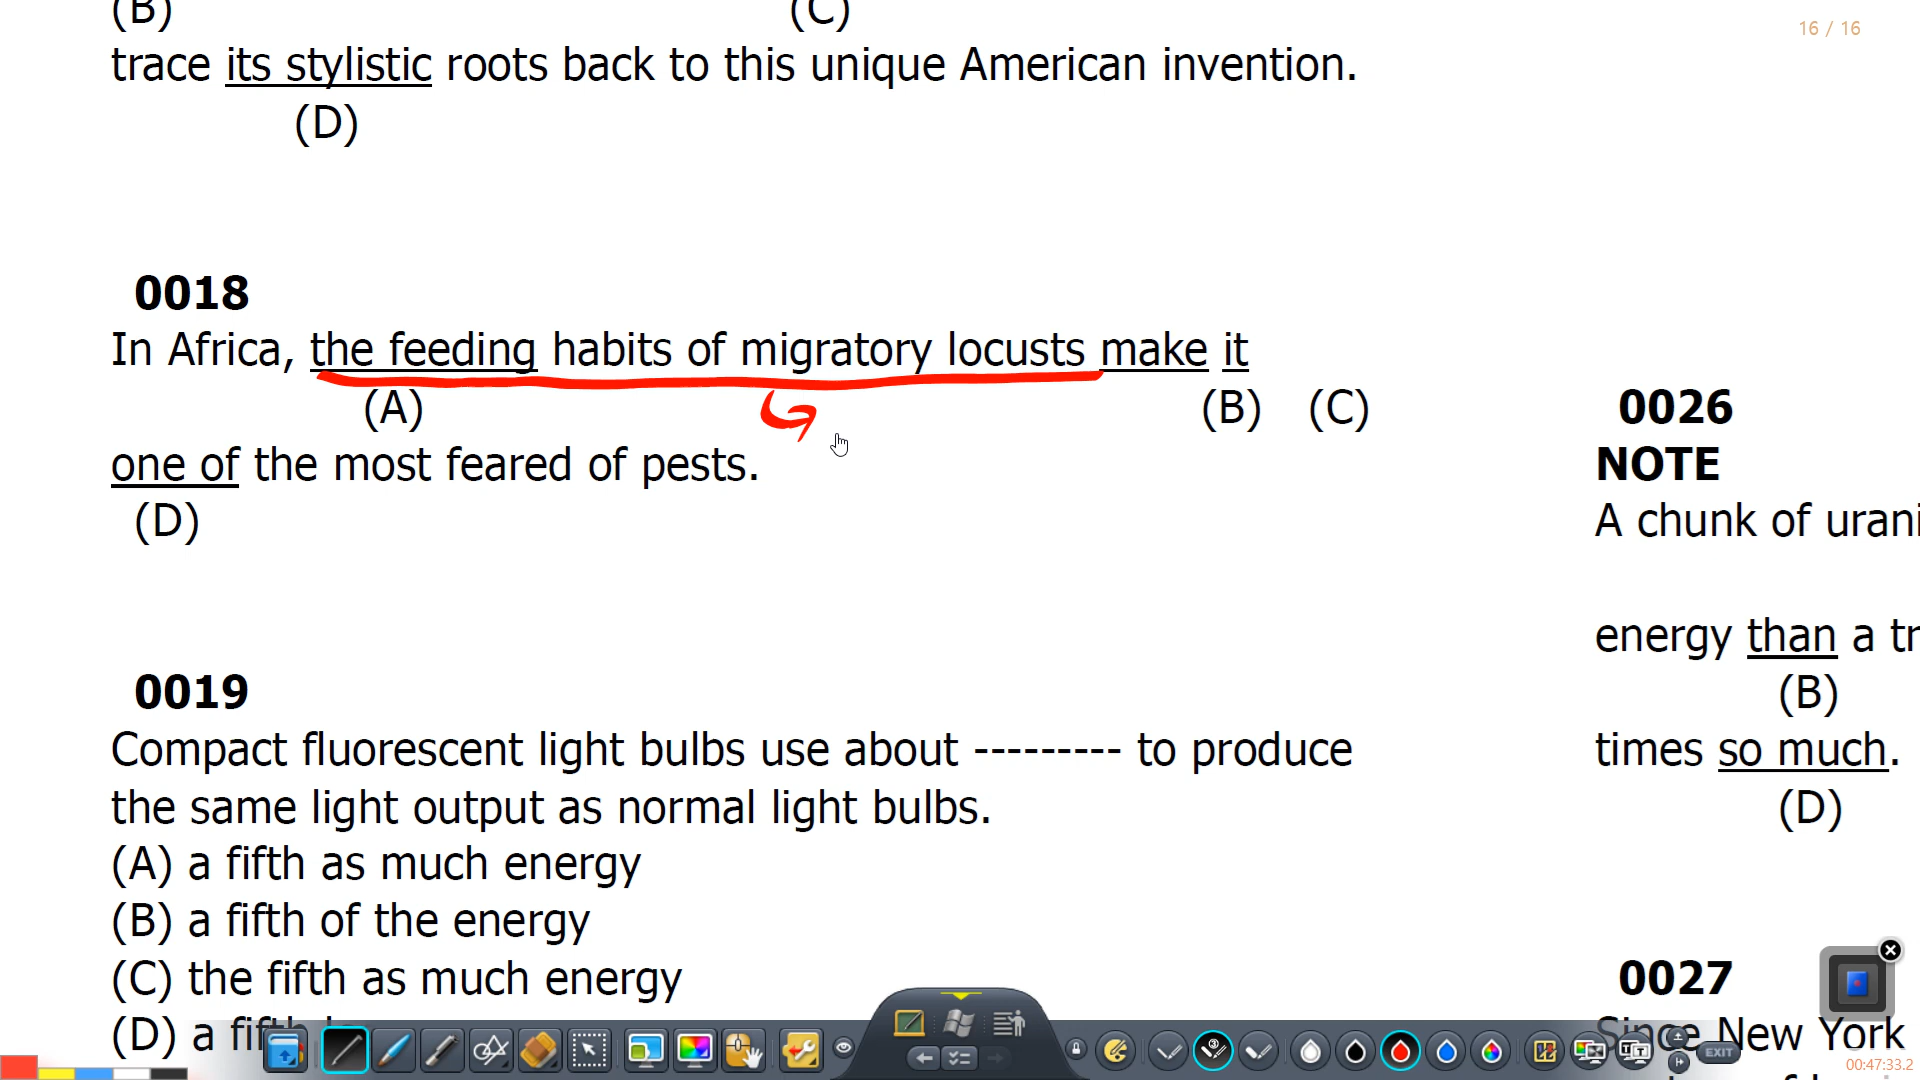 (B) (C)
trace its stylistic roots back to this unique American invention.
(D)
0018
In Africa, the feeding habits of migratory locusts make it
(A) (B) (C)
one of the most feared of pests.
(D)
0019
Compact fluorescent light bulbs use about --------- to produce
the same light output as normal light bulbs.
(A) a fifth as much energy
(B) a fifth of the energy
(C) the fifth as much energy
(D) a fifth
16 / 16
0026
NOTE
A chunk of urani
energy than a tr
(B)
times so much.
(D)
0027
Since New York
EXIT
00:47:33.2